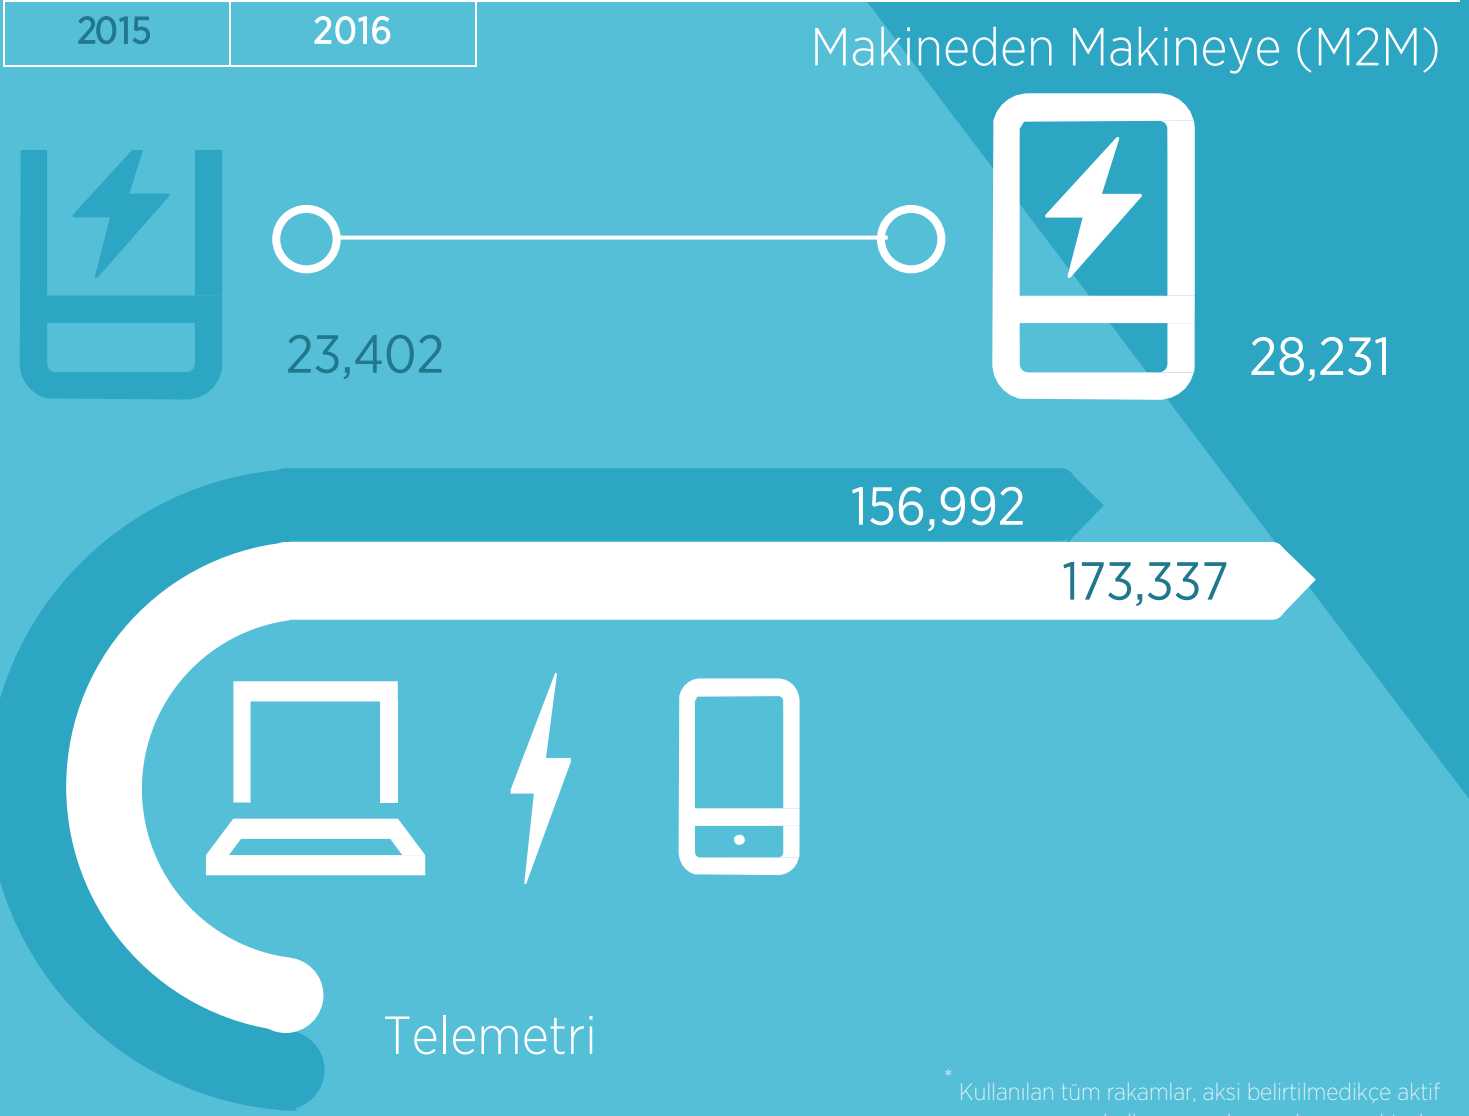 2015 2016
Makineden Makineye (M2M)
23,402
28,231
156,992
173,337
Telemetri
* Kullanılan tüm rakamlar, aksi belirtilmedikçe aktif